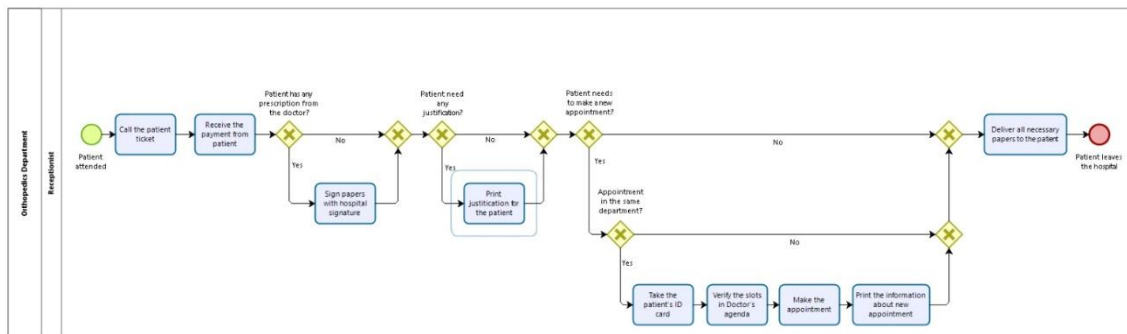 Orthopedics Department
Receptionist
Patient
attended
Call the patient
ticket
Receive the
payment from
patient
Patient has any
prescription from
the doctor?
No
Yes
Sign papers
with hospital
signature
Patient need
any
justification?
No
Yes
Print
justification for
the patient
Patient needs
to make a new
appointment?
No
Yes
Appointment
in the same
department?
No
Yes
Take the
patient's ID
card
Verify the slots
in Doctor's
agenda
Make the
appointment
Print the information
about new
appointment
Deliver all necessary
papers to the patient
Patient leaves
the hospital